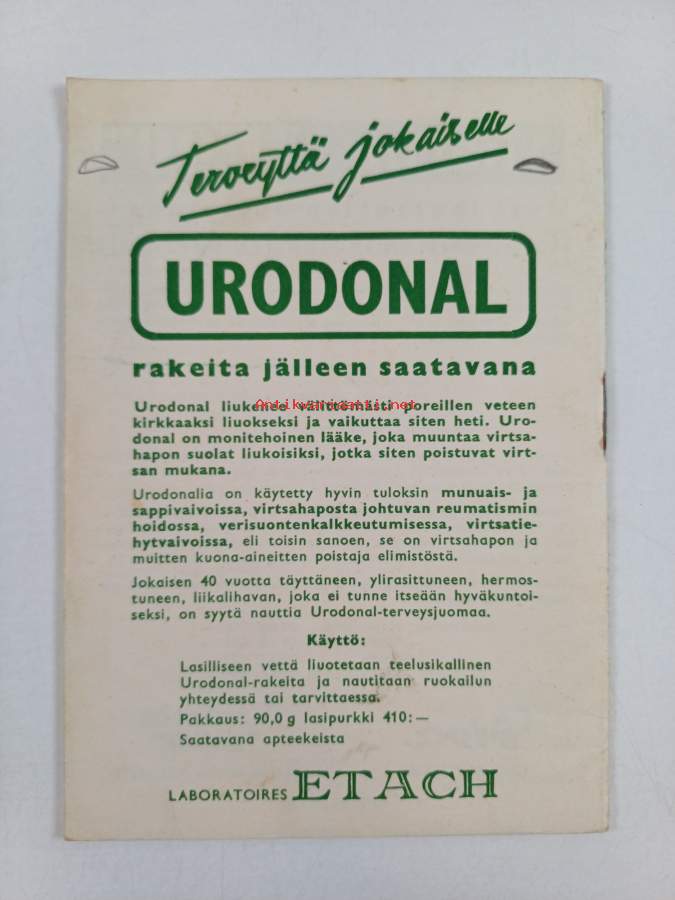 Terveyttä jokaiselle
URODONAL
rakeita jälleen saatavana
Antikvariaatti.net
Urodonal liukenee välittömästi poreillen veteen
kirkkaaksi liuokseksi ja vaikuttaa siten heti. Uro-
donal on monitehoinen lääke, joka muuntaa virtsa-
hapon suolat liukoisiksi, jotka siten poistuvat virt-
san mukana.
Urodonalia on käytetty hyvin tuloksin munuais- ja
sappivaivoissa, virtsahaposta johtuvan reumatismin
hoidossa, verisuontenkalkkeutumisessa, virtsatie-
hytvaivoissa, eli toisin sanoen, se on virtsahapon ja
muitten kuona-aineitten poistaja elimistöstä.
Jokaisen 40 vuotta täyttäneen, ylirasittuneen, hermos-
tuneen, liikalihavan, joka ei tunne itseään hyväkuntoi-
seksi, on syytä nauttia Urodonal-terveysjuomaa.
Käyttö:
Lasilliseen vettä liuotetaan teelusikallinen
Urodonal-rakeita ja nautitaan ruokailun
yhteydessä tai tarvittaessa.
Pakkaus: 90,0 g lasipurkki 410:—
Saatavana apteekeista
LABORATOIRES ETACH